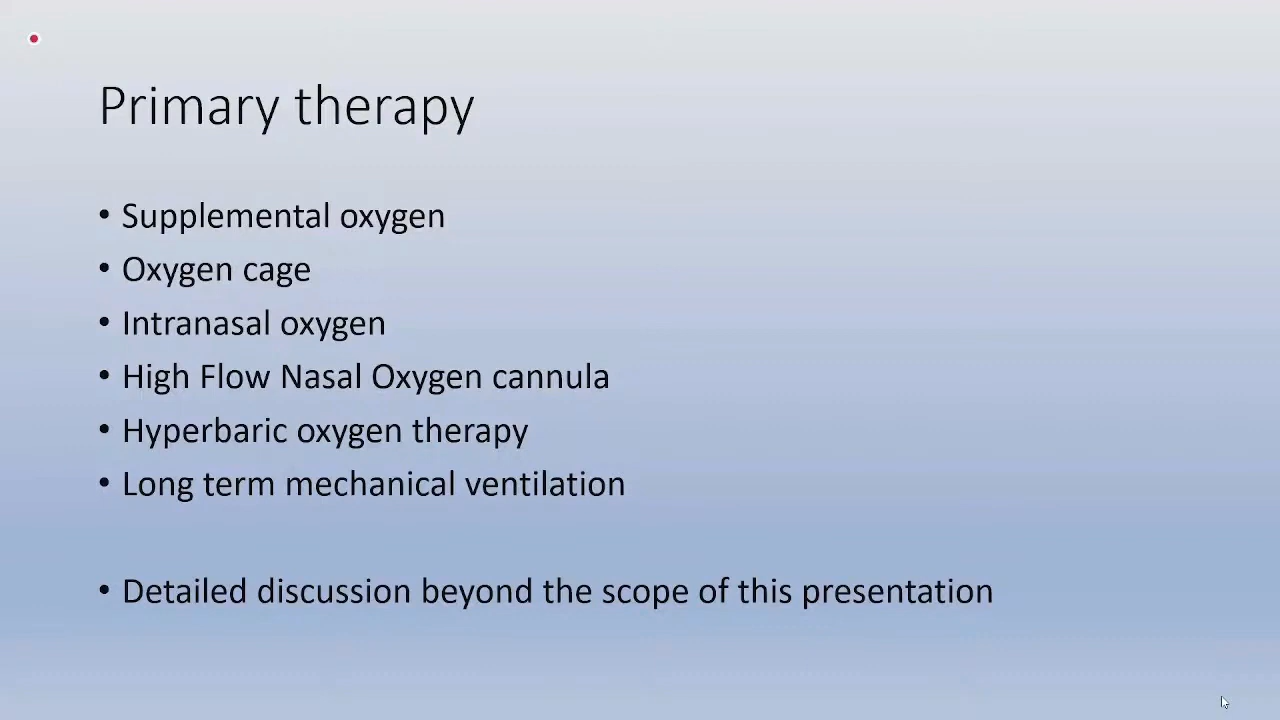 Primary therapy
• Supplemental oxygen
• Oxygen cage
• Intranasal oxygen
• High Flow Nasal Oxygen cannula
• Hyperbaric oxygen therapy
• Long term mechanical ventilation
• Detailed discussion beyond the scope of this presentation